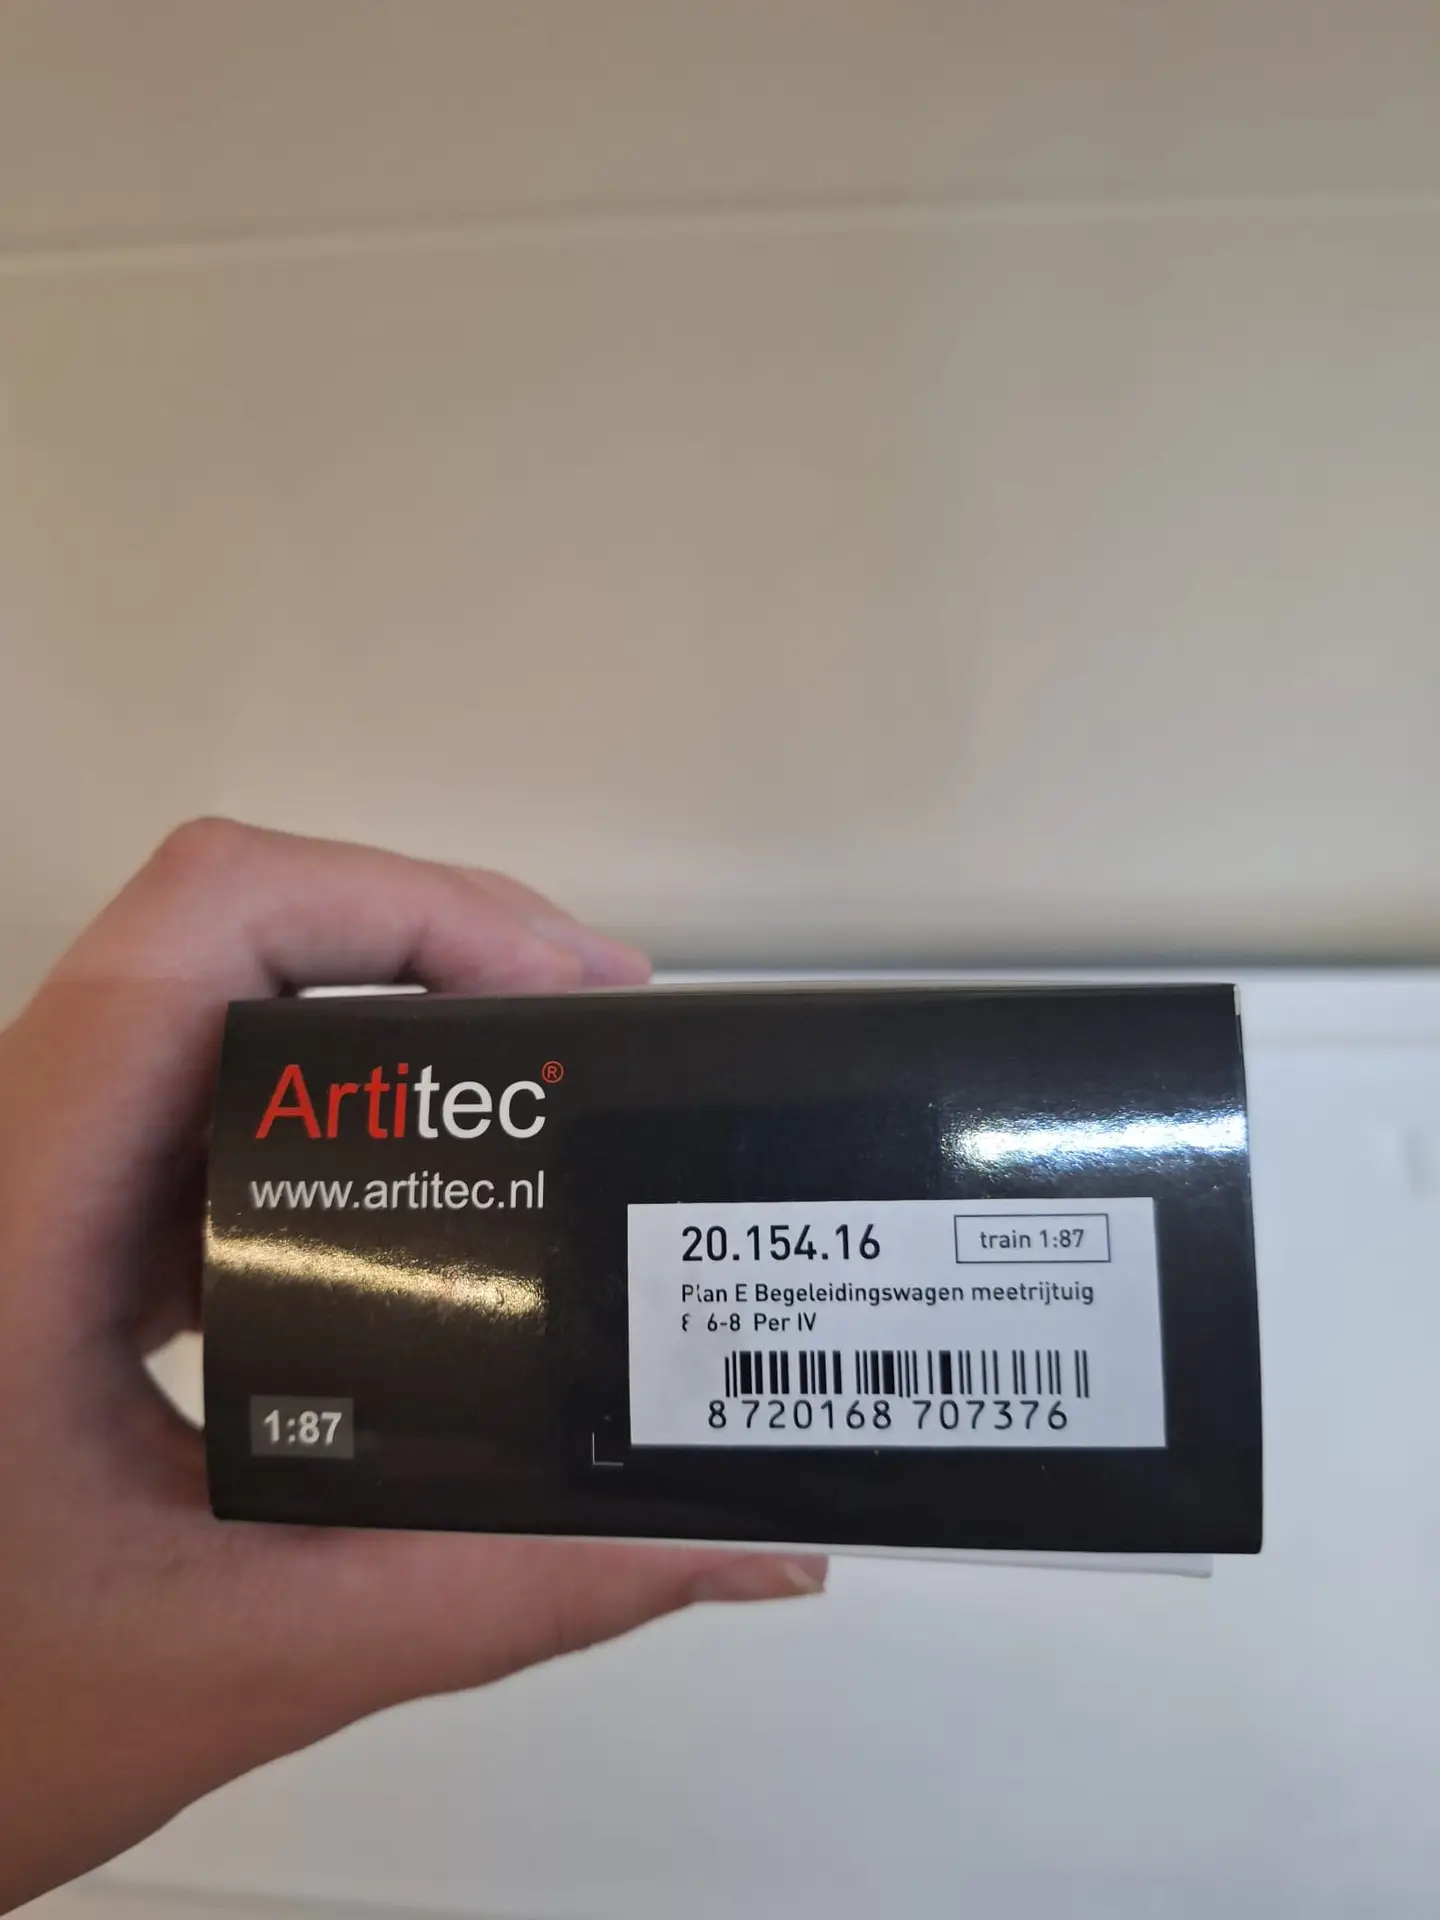 Artitec®
www.artitec.nl
20.154.16
train 1:87
Plan E Begeleidingswagen meetrijtuig
6-8 Per IV
8 720168 707376
1:87